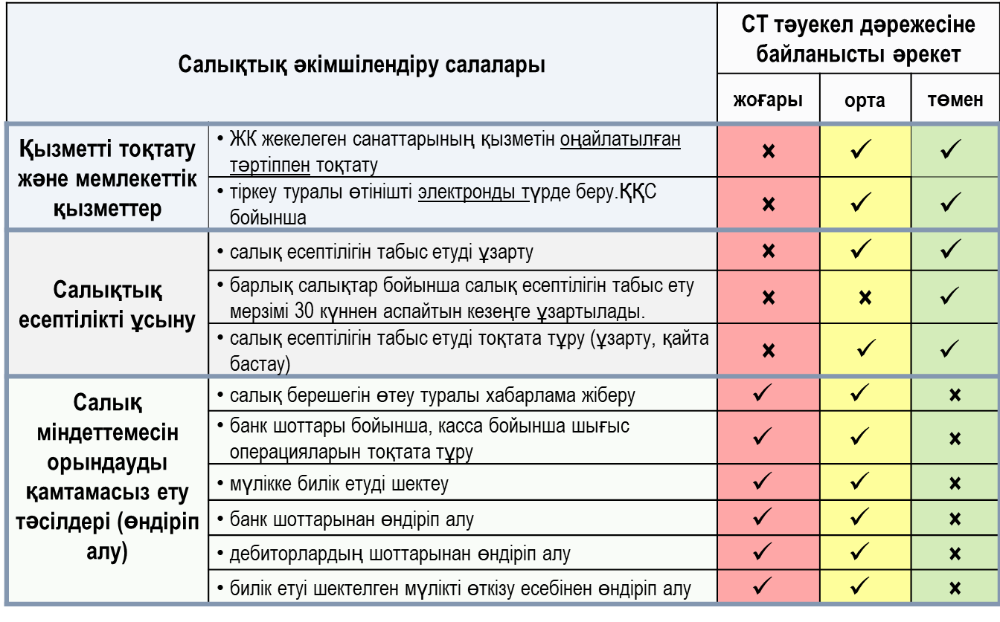 Салықтық әкімшілендіру салалары
СТ тәуекел дәрежесіне
байланысты әрекет
жоғары орта төмен
Қызметті тоқтату
және мемлекеттік
қызметтер
• ЖК жекелеген санаттарының қызметін оңайлатылған
тәртіппен тоқтату
✖ ✓ ✓
• тіркеу туралы өтінішті электронды түрде беру.ҚҚС
бойынша
✖ ✓ ✓
Салықтық
есептілікті ұсыну
• салық есептілігін табыс етуді ұзарту
✖ ✓ ✓
• барлық салықтар бойынша салық есептілігін табыс ету
мерзімі 30 күннен аспайтын кезеңге ұзартылады.
✖ ✖ ✓
• салық есептілігін табыс етуді тоқтата тұру (ұзарту, қайта
бастау)
✖ ✓ ✓
Салық
міндеттемесін
орындауды
қамтамасыз ету
тәсілдері (өндіріп
алу)
• салық берешегін өтеу туралы хабарлама жіберу
✓ ✓ ✖
• банк шоттары бойынша, касса бойынша шығыс
операцияларын тоқтата тұру
✓ ✓ ✖
• мүлікке билік етуді шектеу
✓ ✓ ✖
• банк шоттарынан өндіріп алу
✓ ✓ ✖
• дебиторлардың шоттарынан өндіріп алу
✓ ✓ ✖
• билік етуі шектелген мүлікті өткізу есебінен өндіріп алу
✓ ✓ ✖